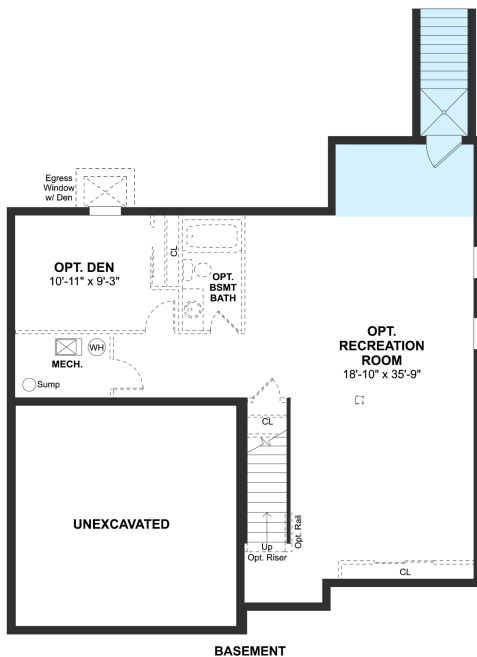 Egress
Window
w/ Den
OPT. DEN
10'-11" x 9'-3"
CL
OPT.
BSMT
BATH
OPT.
RECREATION
ROOM
18'-10" x 35'-9"
MECH.
WH
Sump
CL
UNEXCAVATED
Opt. Rail
Up
Opt. Riser
CL
BASEMENT